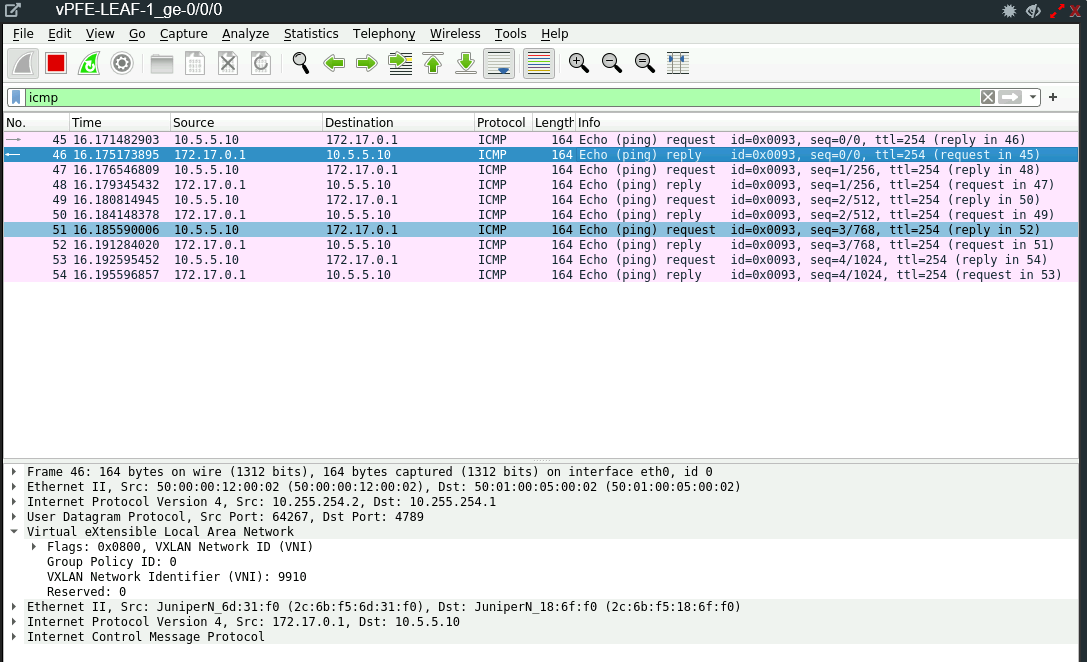 vPFE-LEAF-1_ge-0/0/0
File Edit View Go Capture Analyze Statistics Telephony Wireless Tools Help
icmp
No. Time Source Destination Protocol Length Info
45 16.171482903 10.5.5.10 172.17.0.1 ICMP 164 Echo (ping) request id=0x0093, seq=0/0, ttl=254 (reply in 46)
46 16.175173895 172.17.0.1 10.5.5.10 ICMP 164 Echo (ping) reply id=0x0093, seq=0/0, ttl=254 (request in 45)
47 16.176546809 10.5.5.10 172.17.0.1 ICMP 164 Echo (ping) request id=0x0093, seq=1/256, ttl=254 (reply in 48)
48 16.179345432 172.17.0.1 10.5.5.10 ICMP 164 Echo (ping) reply id=0x0093, seq=1/256, ttl=254 (request in 47)
49 16.180814945 10.5.5.10 172.17.0.1 ICMP 164 Echo (ping) request id=0x0093, seq=2/512, ttl=254 (reply in 50)
50 16.184148378 172.17.0.1 10.5.5.10 ICMP 164 Echo (ping) reply id=0x0093, seq=2/512, ttl=254 (request in 49)
51 16.185590006 10.5.5.10 172.17.0.1 ICMP 164 Echo (ping) request id=0x0093, seq=3/768, ttl=254 (reply in 52)
52 16.191284020 172.17.0.1 10.5.5.10 ICMP 164 Echo (ping) reply id=0x0093, seq=3/768, ttl=254 (request in 51)
53 16.192595452 10.5.5.10 172.17.0.1 ICMP 164 Echo (ping) request id=0x0093, seq=4/1024, ttl=254 (reply in 54)
54 16.195596857 172.17.0.1 10.5.5.10 ICMP 164 Echo (ping) reply id=0x0093, seq=4/1024, ttl=254 (request in 53)
Frame 46: 164 bytes on wire (1312 bits), 164 bytes captured (1312 bits) on interface eth0, id 0
Ethernet II, Src: 50:00:00:12:00:02 (50:00:00:12:00:02), Dst: 50:01:00:05:00:02 (50:01:00:05:00:02)
Internet Protocol Version 4, Src: 10.255.254.2, Dst: 10.255.254.1
User Datagram Protocol, Src Port: 64267, Dst Port: 4789
Virtual eXtensible Local Area Network
Flags: 0x0800, VXLAN Network ID (VNI)
Group Policy ID: 0
VXLAN Network Identifier (VNI): 9910
Reserved: 0
Ethernet II, Src: JuniperN_6d:31:f0 (2c:6b:f5:6d:31:f0), Dst: JuniperN_18:6f:f0 (2c:6b:f5:18:6f:f0)
Internet Protocol Version 4, Src: 172.17.0.1, Dst: 10.5.5.10
Internet Control Message Protocol